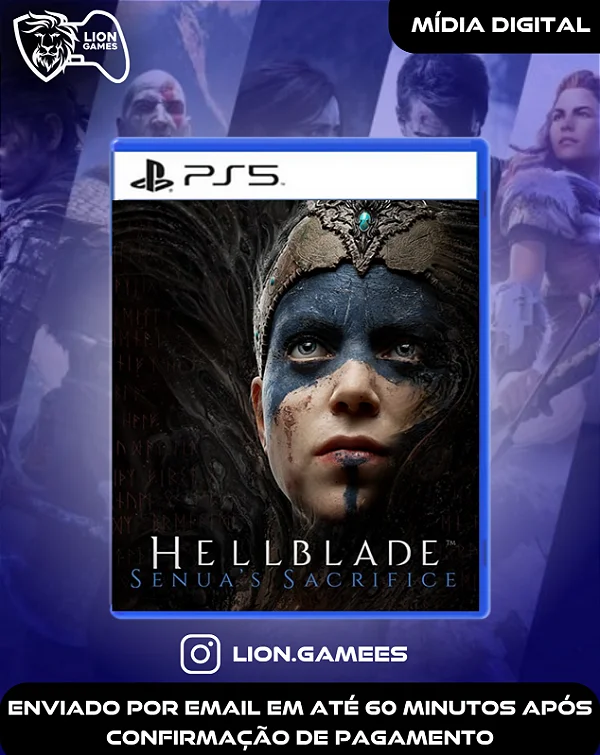 LION
GAMES
MÍDIA DIGITAL
PS5
HELLBLADE™
SENUA'S SACRIFICE
LION.GAMEES
ENVIADO POR EMAIL EM ATÉ 60 MINUTOS APÓS
CONFIRMAÇÃO DE PAGAMENTO